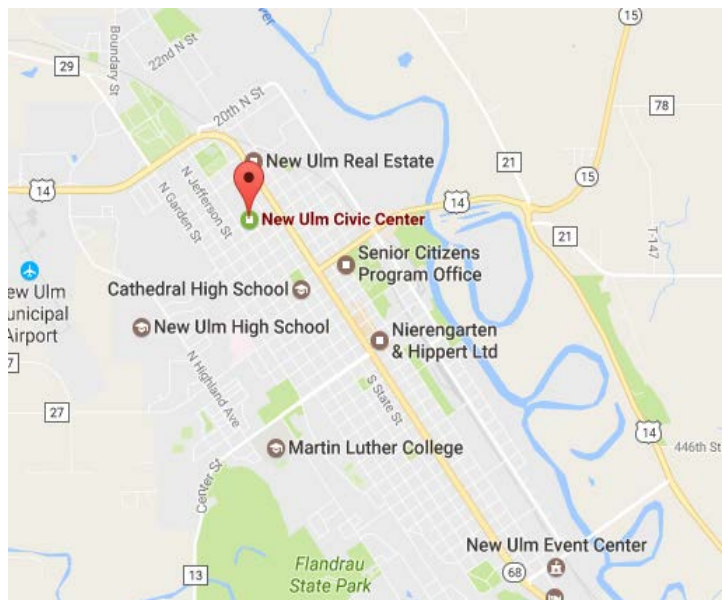 15
Boundary St
22nd N St
29
78
20th N St
21
New Ulm Real Estate
15
N Jefferson St
14
14
N Garden St
New Ulm Civic Center
21
T-147
Senior Citizens
Program Office
ew Ulm
unicipal
Airport
Cathedral High School
New Ulm High School
Nierengarten
& Hippert Ltd
7
N Highland Ave
S State St
27
14
446th St
Martin Luther College
Center St
New Ulm Event Center
Flandrau
State Park
68
13